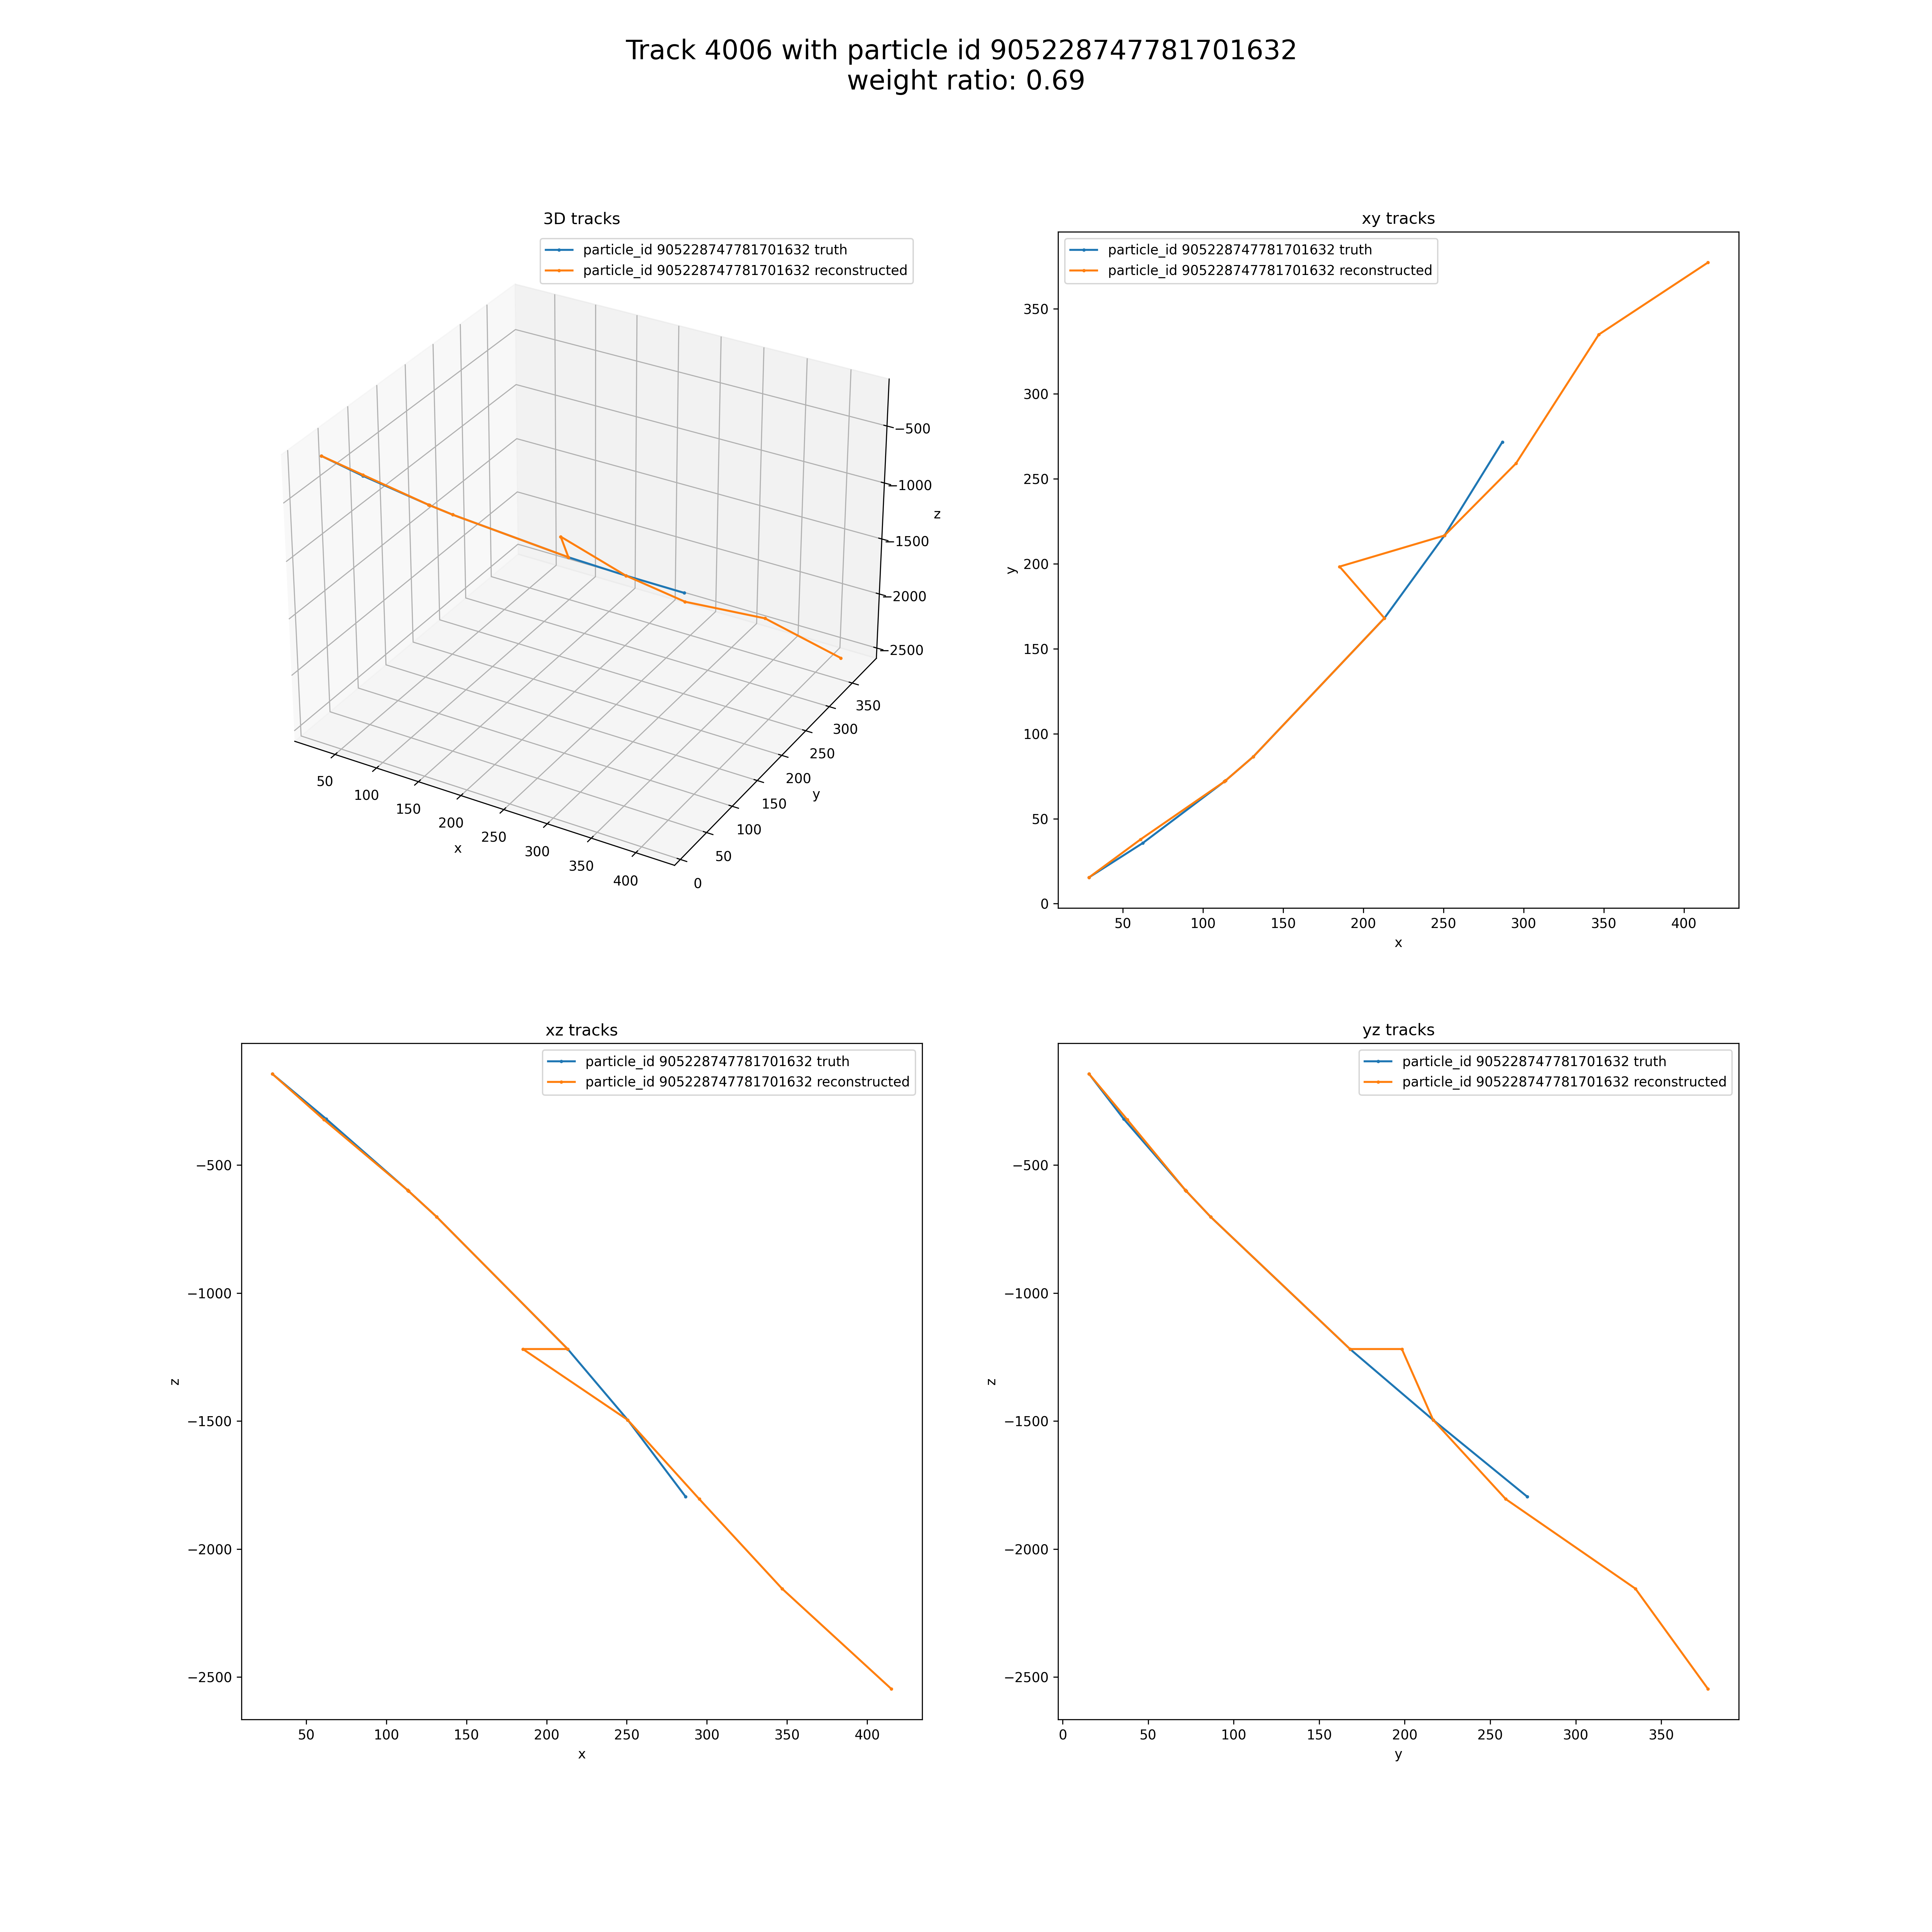 Track 4006 with particle id 905228747781701632
weight ratio: 0.69
3D tracks
particle_id 905228747781701632 truth
particle_id 905228747781701632 reconstructed
−500
−1000
z
−1500
−2000
−2500
350
300
250
200
y
150
100
50
0
50
100
150
200
x
250
300
350
400
xy tracks
particle_id 905228747781701632 truth
particle_id 905228747781701632 reconstructed
350
300
250
y
200
150
100
50
0
50 100 150 200 250 300 350 400
x
xz tracks
particle_id 905228747781701632 truth
particle_id 905228747781701632 reconstructed
−500
−1000
z
−1500
−2000
−2500
50 100 150 200 250 300 350 400
x
yz tracks
particle_id 905228747781701632 truth
particle_id 905228747781701632 reconstructed
−500
−1000
z
−1500
−2000
−2500
0 50 100 150 200 250 300 350
y